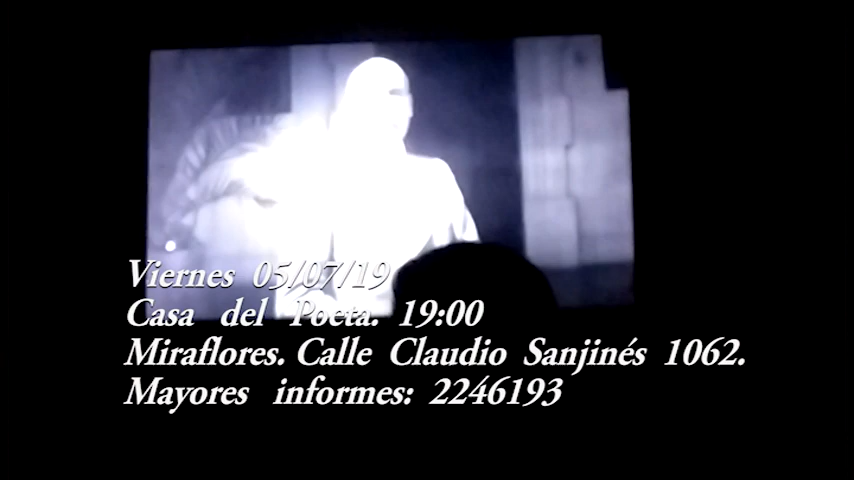 Viernes 05/07/19
Casa del Poeta. 19:00
Miraflores. Calle Claudio Sanjinés 1062.
Mayores informes: 2246193